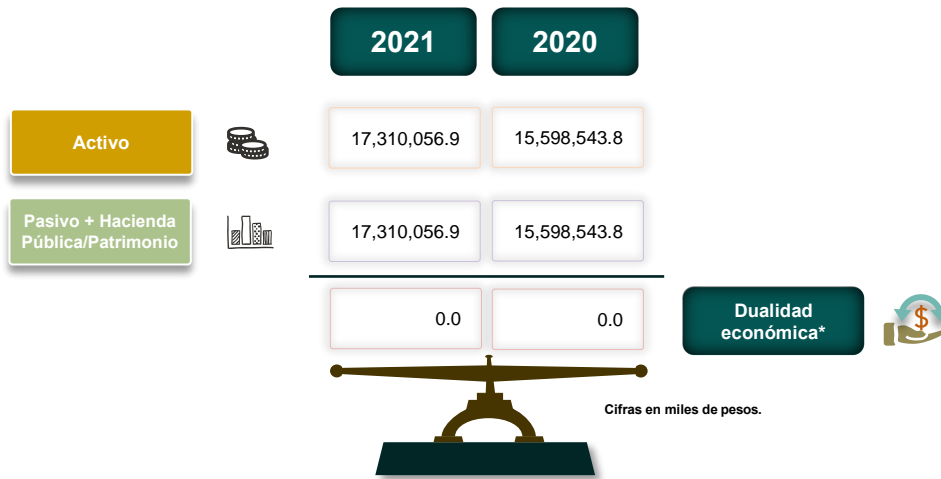 2021 2020
Activo 17,310,056.9 15,598,543.8
Pasivo + Hacienda
Pública/Patrimonio 17,310,056.9 15,598,543.8
0.0 0.0
Dualidad
económica*
$
Cifras en miles de pesos.